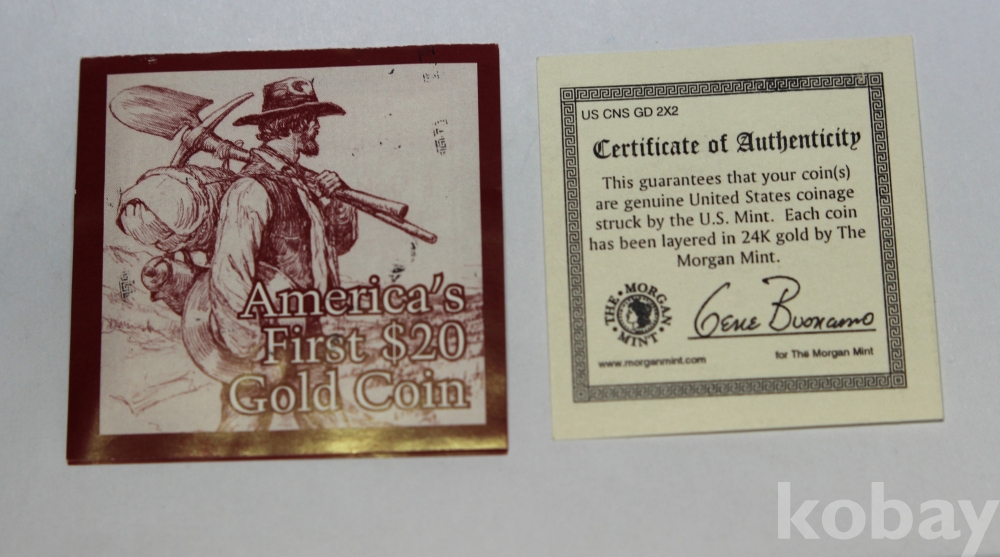 America's
First $20
Gold Coin
US CNS GD 2X2
Certificate of Authenticity
This guarantees that your coin(s)
are genuine United States coinage
struck by the U.S. Mint. Each coin
has been layered in 24K gold by The
Morgan Mint.
THE • MORGAN • MINT
Gene Buonamo
www.morganmint.com
for The Morgan Mint
kobay